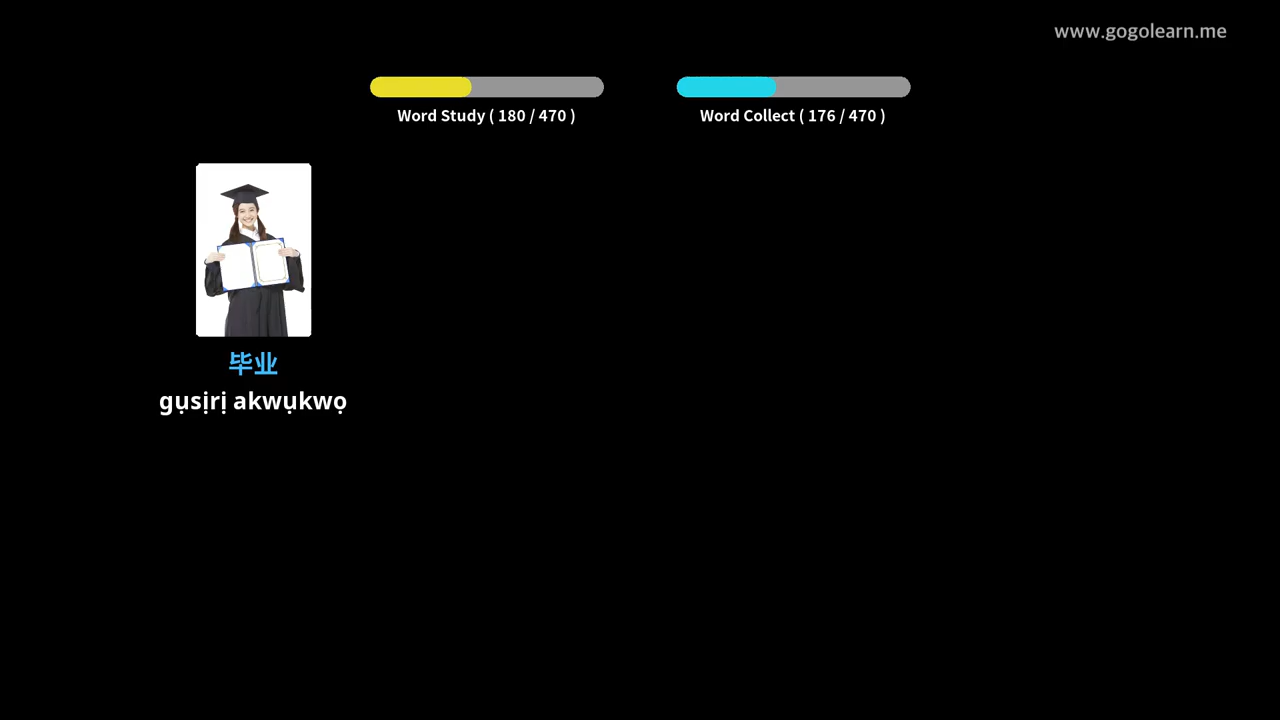 www.gogolearn.me
Word Study ( 180 / 470 )
Word Collect ( 176 / 470 )
毕业
gụsịrị akwụkwọ